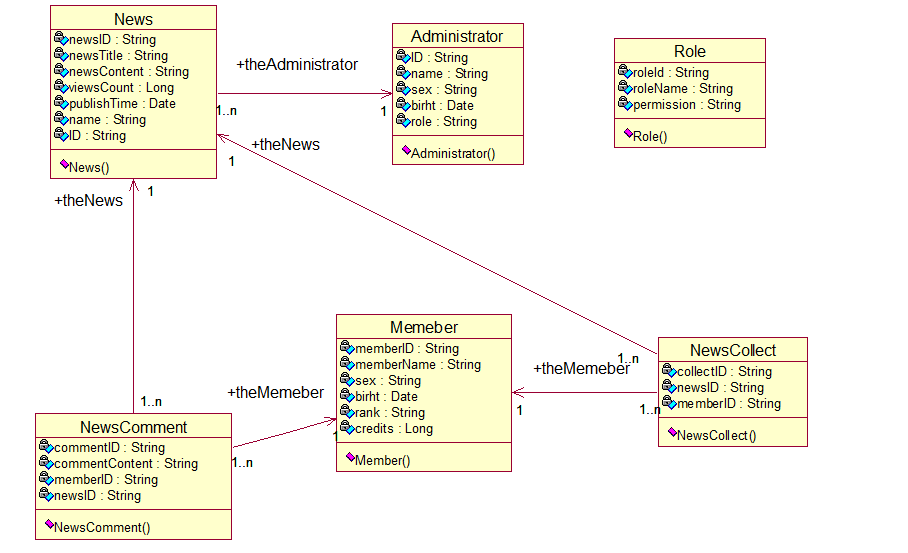 News
newsID : String
newsTitle : String
newsContent : String
viewsCount : Long
publishTime : Date
name : String
ID : String
News()
+theAdministrator
1..n
1
Administrator
ID : String
name : String
sex : String
birht : Date
role : String
Administrator()
Role
roleId : String
roleName : String
permission : String
Role()
+theNews
1
+theNews
1
1..n
1..n
Memeber
memberID : String
memberName : String
sex : String
birht : Date
rank : String
credits : Long
Member()
+theMemeber
1
1..n
NewsCollect
collectID : String
newsID : String
memberID : String
NewsCollect()
+theMemeber
1
1..n
NewsComment
commentID : String
commentContent : String
memberID : String
newsID : String
NewsComment()